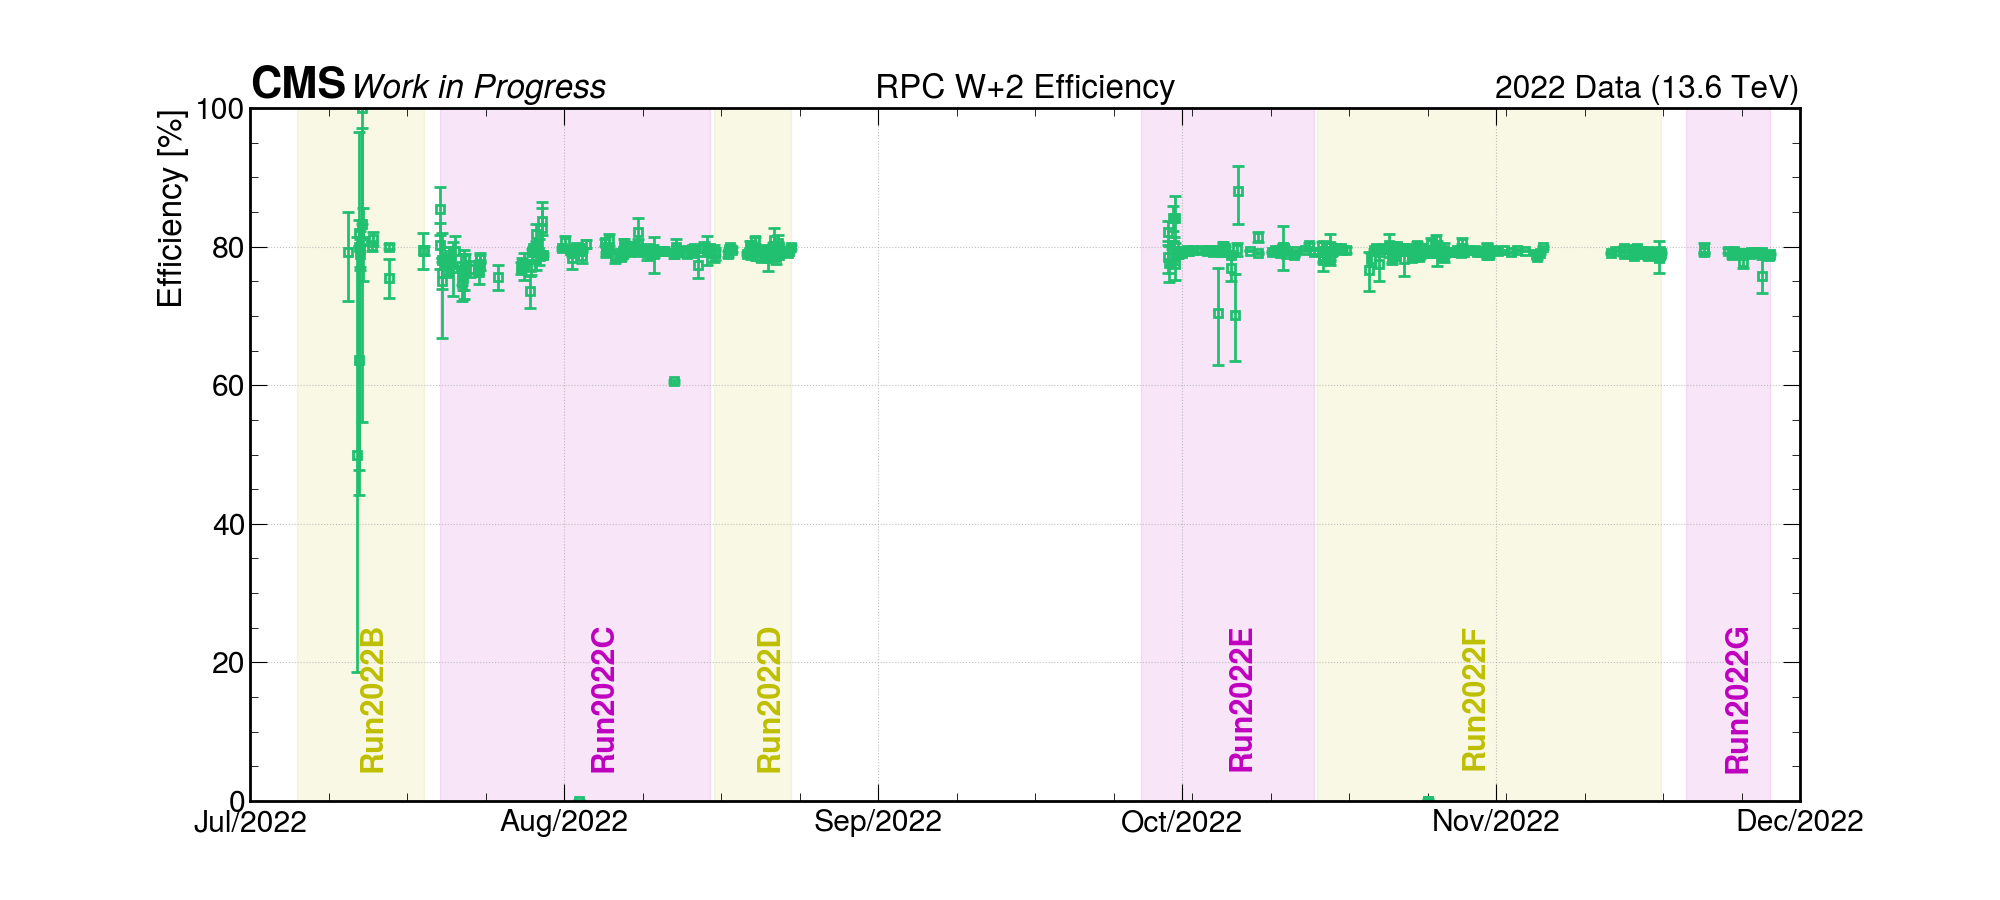 CMS Work in Progress
RPC W+2 Efficiency
2022 Data (13.6 TeV)
Efficiency [%]
100
80
60
40
20
0
Run2022B
Run2022C
Run2022D
Run2022E
Run2022F
Run2022G
Jul/2022
Aug/2022
Sep/2022
Oct/2022
Nov/2022
Dec/2022